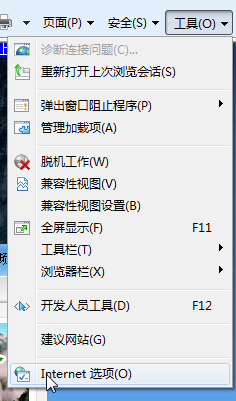 页面(P) 安全(S) 工具(O)
诊断连接问题(C)...
重新打开上次浏览会话(S)
弹出窗口阻止程序(P)
管理加载项(A)
脱机工作(W)
兼容性视图(V)
兼容性视图设置(B)
全屏显示(F) F11
工具栏(T)
浏览器栏(X)
开发人员工具(D) F12
建议网站(G)
Internet 选项(O)